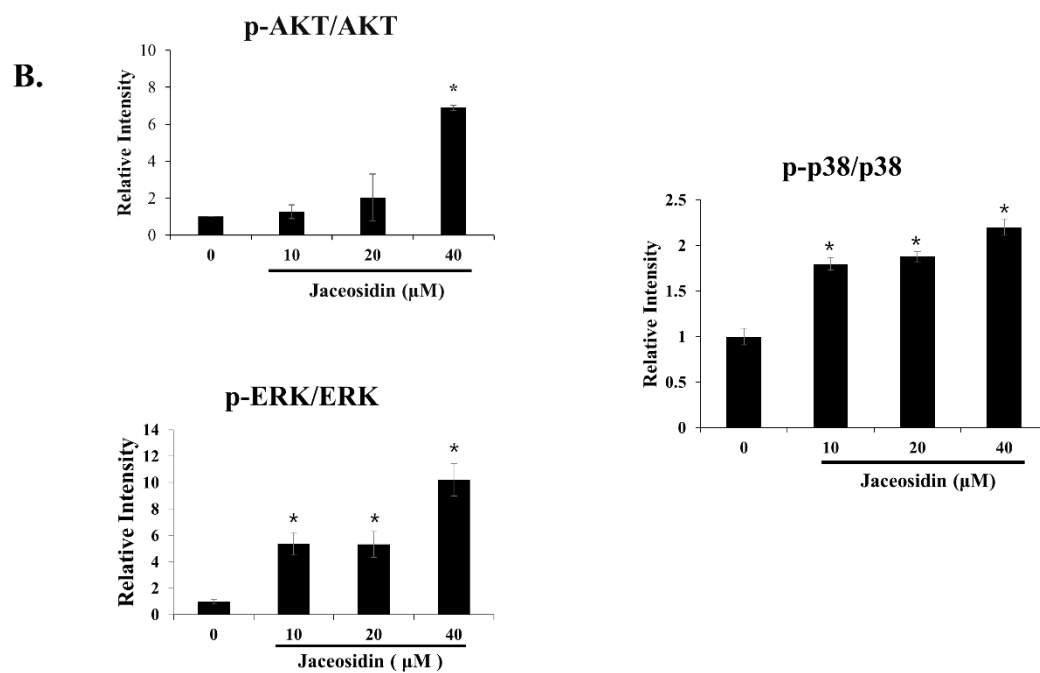 B.
p-AKT/AKT
Relative Intensity
10
8
6
4
2
0
*
0 10 20 40
Jaceosidin (μM)
p-ERK/ERK
Relative Intensity
14
12
10
8
6
4
2
0
* * *
0 10 20 40
Jaceosidin ( μM )
p-p38/p38
Relative Intensity
2.5
2
1.5
1
0.5
0
* * *
0 10 20 40
Jaceosidin (μM)